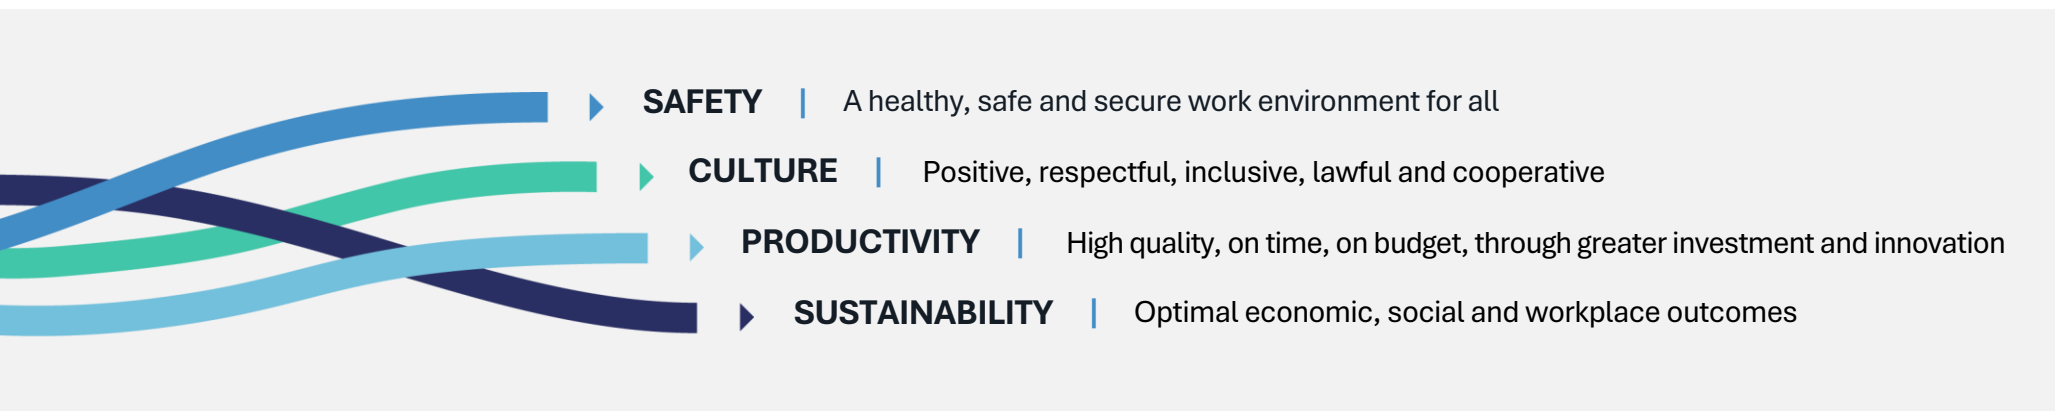 SAFETY | A healthy, safe and secure work environment for all
CULTURE | Positive, respectful, inclusive, lawful and cooperative
PRODUCTIVITY | High quality, on time, on budget, through greater investment and innovation
SUSTAINABILITY | Optimal economic, social and workplace outcomes